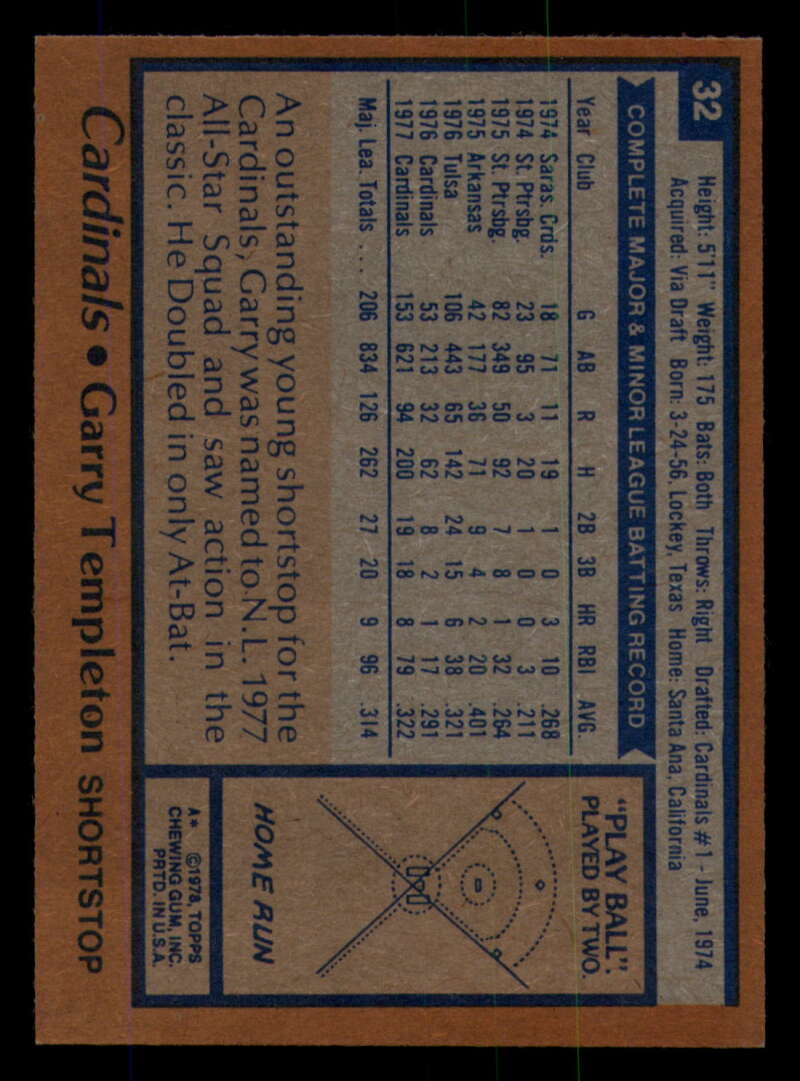 32
Height: 5'11" Weight: 175 Bats: Both Throws: Right Drafted: Cardinals #1 - June, 1974
Acquired: Via Draft Born: 3-24-56, Lockey, Texas Home: Santa Ana, California
COMPLETE MAJOR & MINOR LEAGUE BATTING RECORD
Year Club G AB R H 2B 3B HR RBI AVG.
1974 Saras. Crds. 18 71 11 19 1 0 3 10 .268
1974 St. Ptrsbg. 23 95 3 20 1 0 0 3 .211
1975 St. Ptrsbg. 82 349 50 92 7 8 1 32 .264
1975 Arkansas 42 177 36 71 9 4 2 20 .401
1976 Tulsa 106 443 65 142 24 15 6 38 .321
1976 Cardinals 53 213 32 62 8 2 1 17 .291
1977 Cardinals 153 621 94 200 19 18 8 79 .322
Maj. Lea. Totals ... 206 834 126 262 27 20 9 96 .314
An outstanding young shortstop for the
Cardinals, Garry was named to N.L. 1977
All-Star Squad and saw action in the
classic. He Doubled in only At-Bat.
"PLAY BALL".
PLAYED BY TWO.
HOME RUN
A* ©1978, TOPPS
CHEWING GUM, INC.
PRTD. IN U.S.A.
Cardinals • Garry Templeton SHORTSTOP